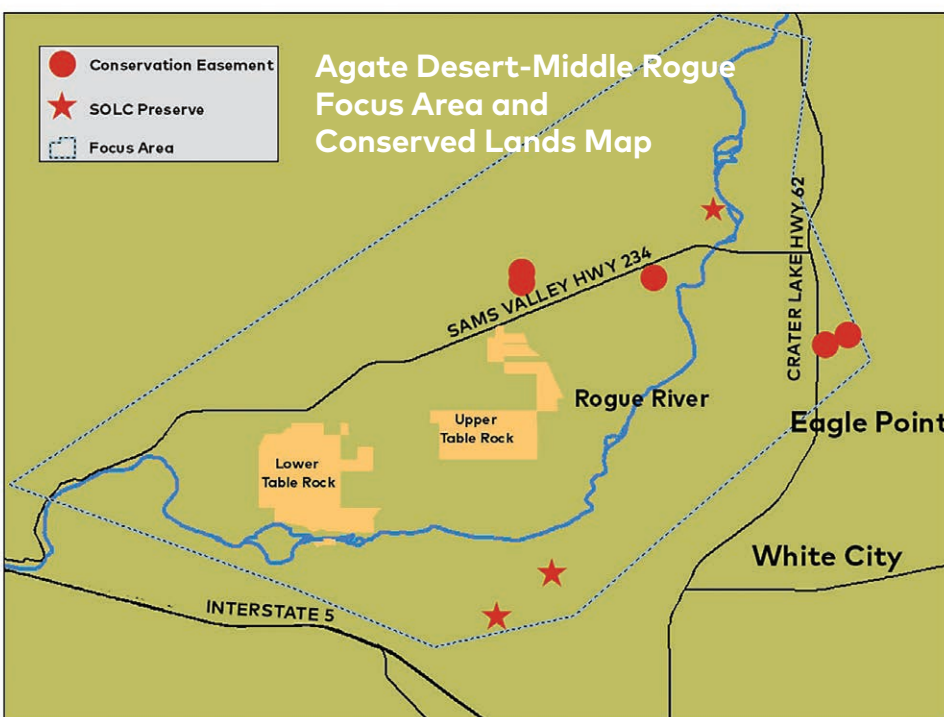 Conservation Easement
SOLC Preserve
Focus Area
Agate Desert-Middle Rogue
Focus Area and
Conserved Lands Map
CRATER LAKE HWY 62
SAMS VALLEY HWY 234
Rogue River
Eagle Point
Upper
Table Rock
Lower
Table Rock
White City
INTERSTATE 5